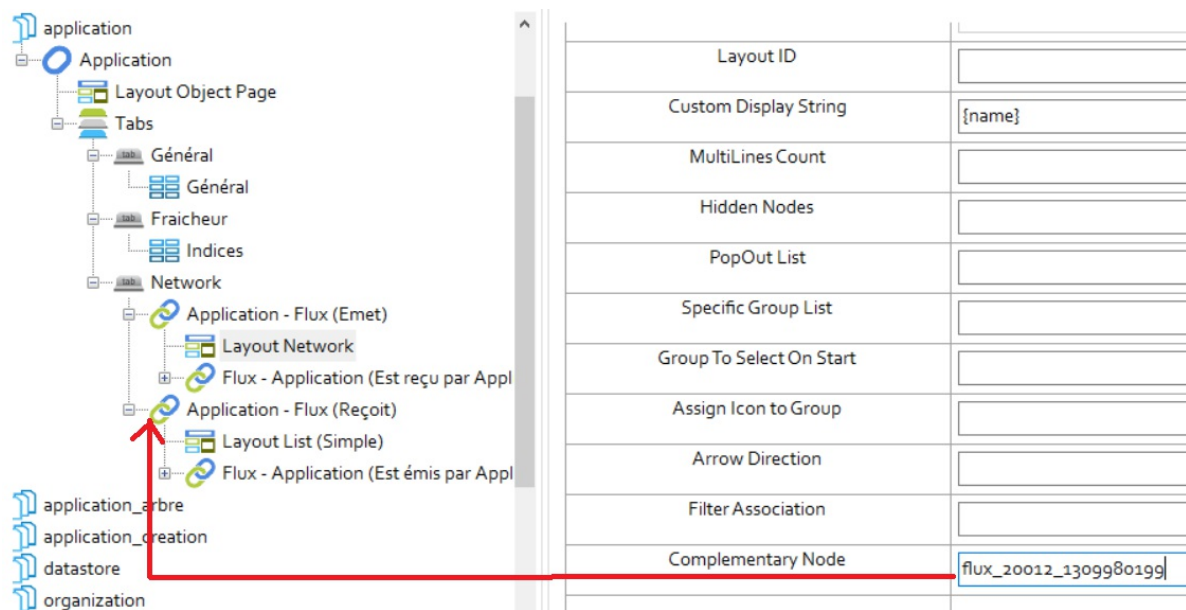 application
Application
Layout Object Page
Tabs
tab Général
Général
tab Fraicheur
Indices
tab Network
Application - Flux (Emet)
Layout Network
Flux - Application (Est reçu par Appl
Application - Flux (Reçoit)
Layout List (Simple)
Flux - Application (Est émis par Appl
application_arbre
application_creation
datastore
organization
Layout ID
Custom Display String {name}
MultiLines Count
Hidden Nodes
PopOut List
Specific Group List
Group To Select On Start
Assign Icon to Group
Arrow Direction
Filter Association
Complementary Node flux_20012_1309980199